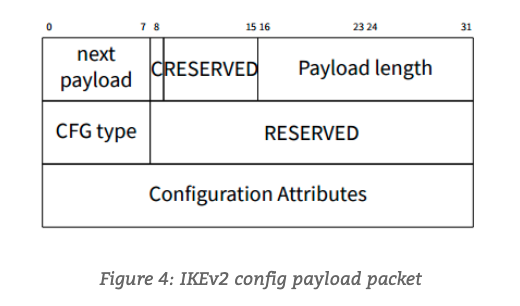 0 7 8 15 16 23 24 31
next
payload
C RESERVED
Payload length
CFG type
RESERVED
Configuration Attributes
Figure 4: IKEv2 config payload packet